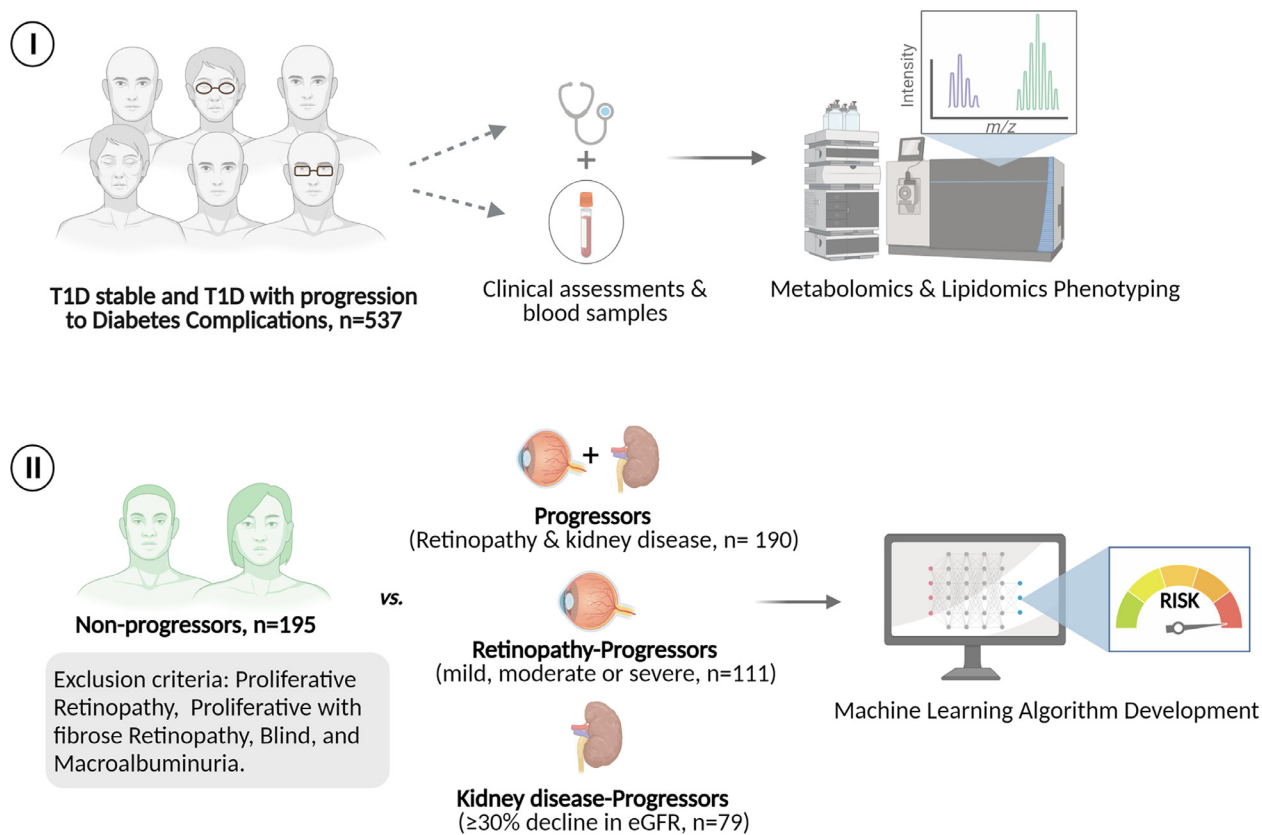 I
Intensity
m/z
T1D stable and T1D with progression
to Diabetes Complications, n=537
Clinical assessments &
blood samples
+
Metabolomics & Lipidomics Phenotyping
II
+
Progressors
(Retinopathy & kidney disease, n= 190)
Non-progressors, n=195
vs.
Exclusion criteria: Proliferative
Retinopathy, Proliferative with
fibrose Retinopathy, Blind, and
Macroalbuminuria.
Retinopathy-Progressors
(mild, moderate or severe, n=111)
Kidney disease-Progressors
(≥30% decline in eGFR, n=79)
RISK
Machine Learning Algorithm Development